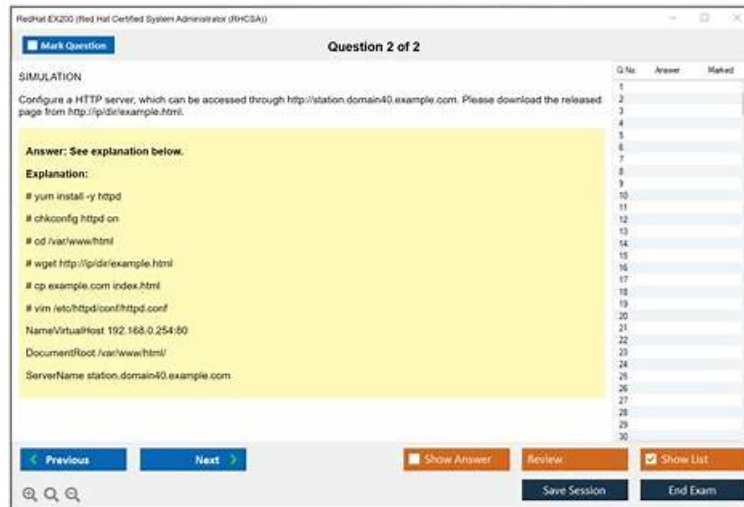 RedHat EX200 (Red Hat Certified System Administrator (RHCSA))
Mark Question
Question 2 of 2
SIMULATION
Configure a HTTP server, which can be accessed through http://station.domain40.example.com. Please download the released
page from http://ip/dir/example.html.
Answer: See explanation below.
Explanation:
# yum install -y httpd
# chkconfig httpd on
# cd /var/www/html
# wget http://ip/dir/example.html
# cp example.com index.html
# vim /etc/httpd/conf/httpd.conf
NameVirtualHost 192.168.0.254:80
DocumentRoot /var/www/html/
ServerName station.domain40.example.com
Q.No. Answer Marked
1
2
3
4
5
6
7
8
9
10
11
12
13
14
15
16
17
18
19
20
21
22
23
24
25
26
27
28
29
30
Previous
Next
Show Answer
Review
Show List
Save Session
End Exam